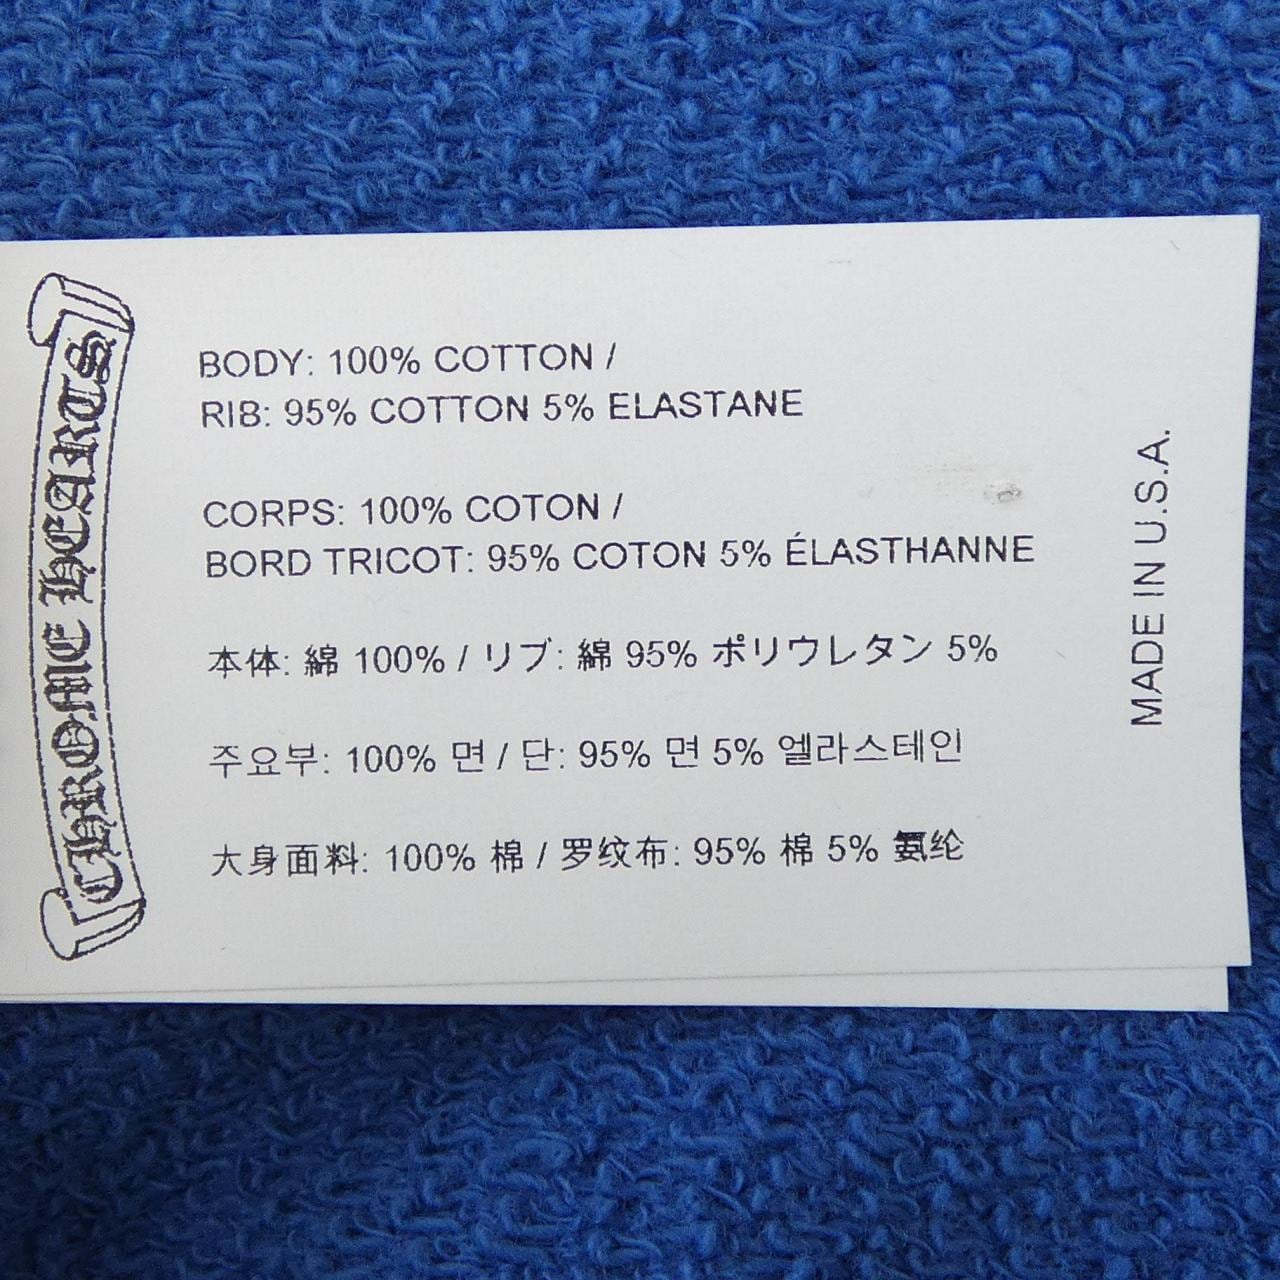 CHROME HEARTS
BODY: 100% COTTON /
RIB: 95% COTTON 5% ELASTANE
CORPS: 100% COTON /
BORD TRICOT: 95% COTON 5% ÉLASTHANNE
本体: 綿 100% / リブ: 綿 95% ポリウレタン 5%
주요부: 100% 면 / 단: 95% 면 5% 엘라스테인
大身面料: 100% 棉 / 罗纹布: 95% 棉 5% 氨纶
MADE IN U.S.A.